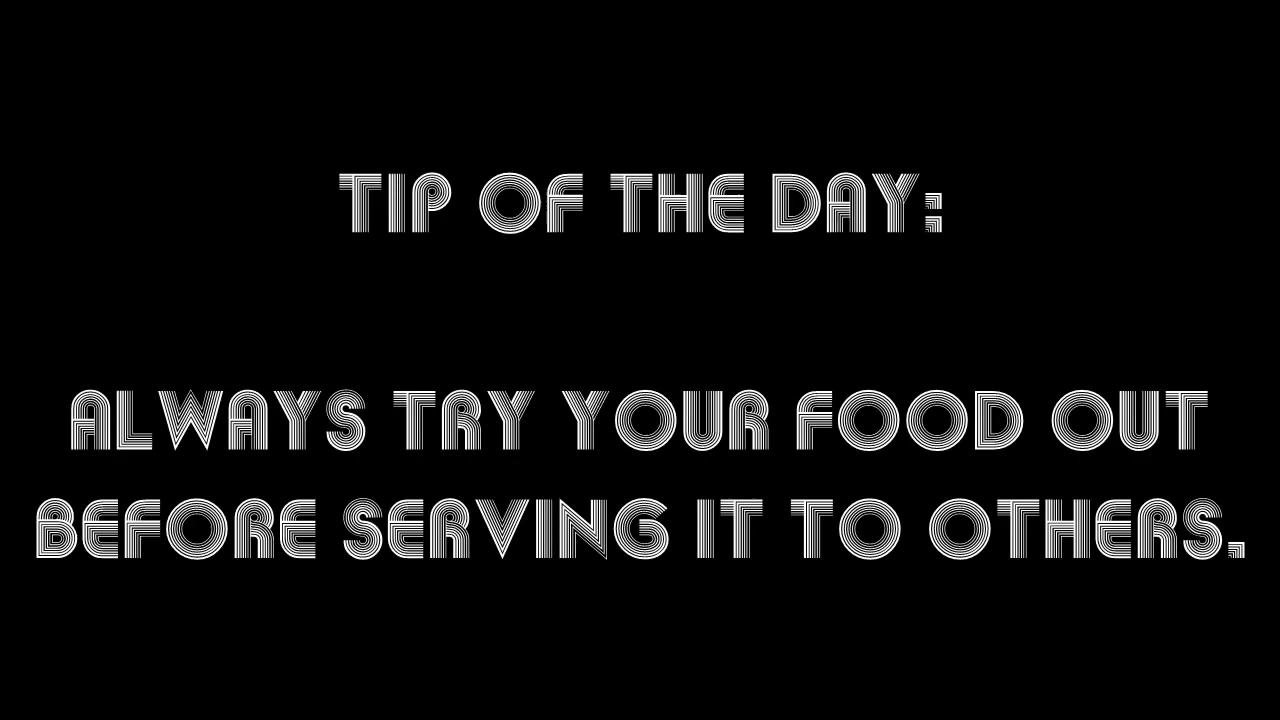 TIP OF THE DAY:
ALWAYS TRY YOUR FOOD OUT
BEFORE SERVING IT TO OTHERS.